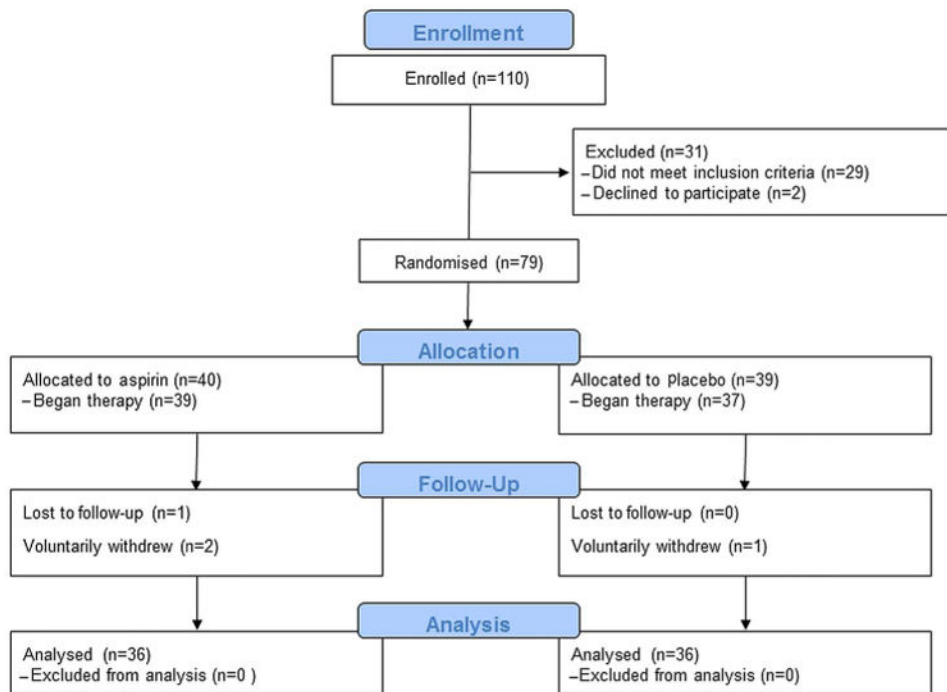 Enrollment
Enrolled (n=110)
Excluded (n=31)
–Did not meet inclusion criteria (n=29)
–Declined to participate (n=2)
Randomised (n=79)
Allocation
Allocated to aspirin (n=40)
–Began therapy (n=39)
Allocated to placebo (n=39)
–Began therapy (n=37)
Follow-Up
Lost to follow-up (n=1)
Voluntarily withdrew (n=2)
Lost to follow-up (n=0)
Voluntarily withdrew (n=1)
Analysis
Analysed (n=36)
–Excluded from analysis (n=0 )
Analysed (n=36)
–Excluded from analysis (n=0)